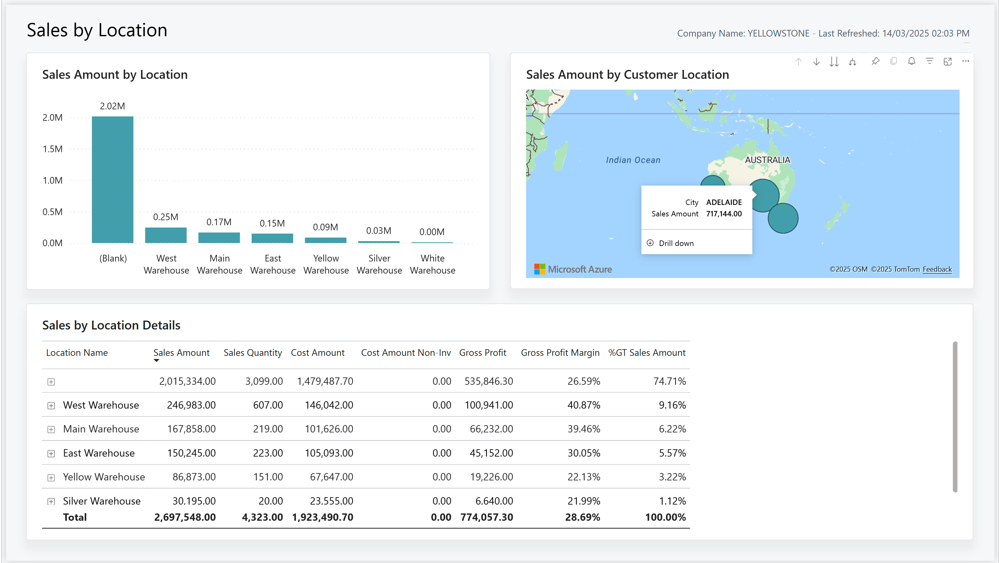 Sales by Location
Company Name: YELLOWSTONE - Last Refreshed: 14/03/2025 02:03 PM
Sales Amount by Location
2.0M
1.5M
1.0M
0.5M
0.0M
2.02M
0.25M
0.17M
0.15M
0.09M
0.03M
0.00M
(Blank)
West Warehouse
Main Warehouse
East Warehouse
Yellow Warehouse
Silver Warehouse
White Warehouse
Sales Amount by Customer Location
Indian Ocean
AUSTRALIA
City ADELAIDE
Sales Amount 717,144.00
Drill down
Microsoft Azure
©2025 OSM ©2025 TomTom Feedback
Sales by Location Details
Location Name Sales Amount Sales Quantity Cost Amount Cost Amount Non-Inv Gross Profit Gross Profit Margin %GT Sales Amount
2,015,334.00 3,099.00 1,479,487.70 0.00 535,846.30 26.59% 74.71%
West Warehouse 246,983.00 607.00 146,042.00 0.00 100,941.00 40.87% 9.16%
Main Warehouse 167,858.00 219.00 101,626.00 0.00 66,232.00 39.46% 6.22%
East Warehouse 150,245.00 223.00 105,093.00 0.00 45,152.00 30.05% 5.57%
Yellow Warehouse 86,873.00 151.00 67,647.00 0.00 19,226.00 22.13% 3.22%
Silver Warehouse 30,195.00 20.00 23,555.00 0.00 6,640.00 21.99% 1.12%
Total 2,697,548.00 4,323.00 1,923,490.70 0.00 774,057.30 28.69% 100.00%